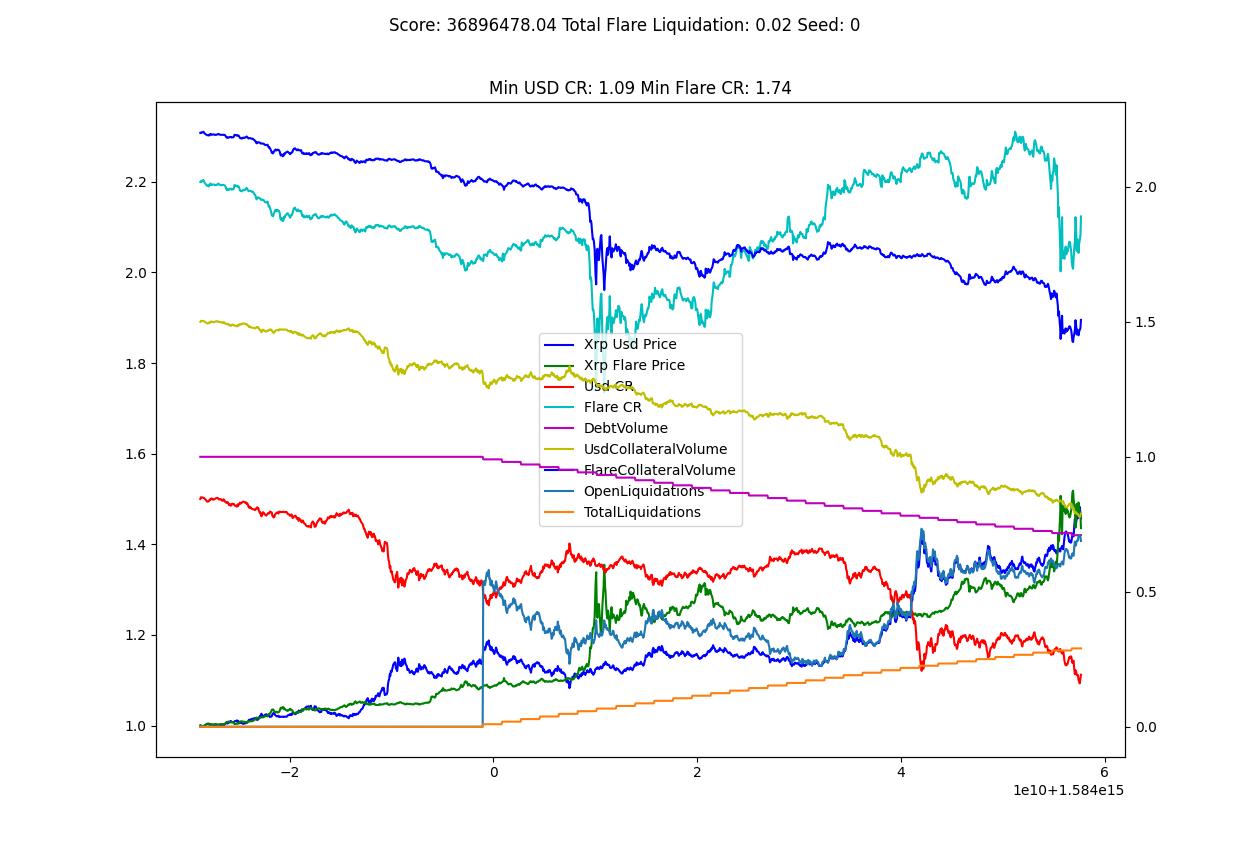 Score: 36896478.04 Total Flare Liquidation: 0.02 Seed: 0
Min USD CR: 1.09 Min Flare CR: 1.74
2.2
2.0
1.8
1.6
1.4
1.2
1.0
2.0
1.5
1.0
0.5
0.0
Xrp Usd Price
Xrp Flare Price
Usd CR
Flare CR
DebtVolume
UsdCollateralVolume
FlareCollateralVolume
OpenLiquidations
TotalLiquidations
−2 0 2 4 6
1e10+1.584e15